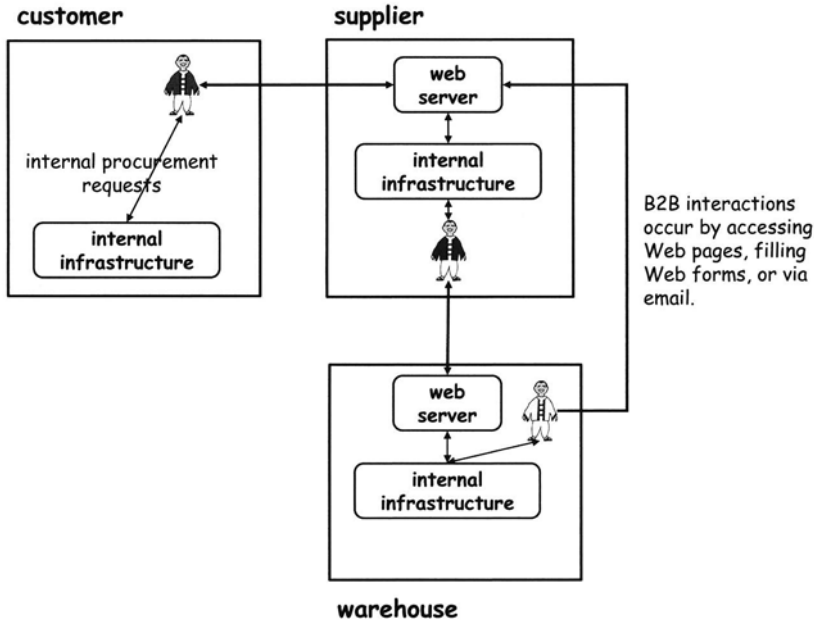 customer
internal procurement
requests
internal
infrastructure
supplier
web
server
internal
infrastructure
B2B interactions
occur by accessing
Web pages, filling
Web forms, or via
email.
web
server
internal
infrastructure
warehouse